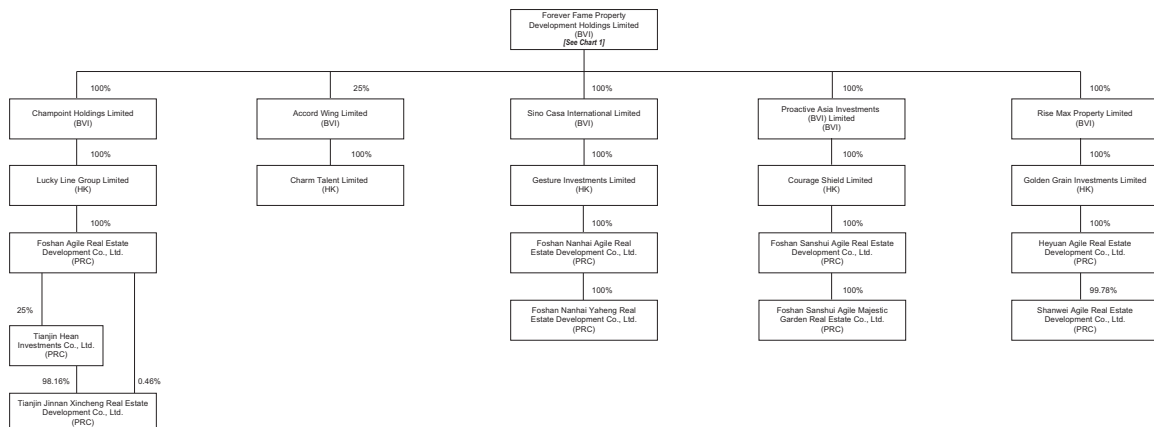 Forever Fame Property
Development Holdings Limited
(BVI)
[See Chart 1]
100%
25%
100%
100%
100%
Champoint Holdings Limited
(BVI)
Accord Wing Limited
(BVI)
Sino Casa International Limited
(BVI)
Proactive Asia Investments
(BVI) Limited
(BVI)
Rise Max Property Limited
(BVI)
100%
100%
100%
100%
100%
Lucky Line Group Limited
(HK)
Charm Talent Limited
(HK)
Gesture Investments Limited
(HK)
Courage Shield Limited
(HK)
Golden Grain Investments Limited
(HK)
100%
100%
100%
100%
Foshan Agile Real Estate
Development Co., Ltd.
(PRC)
Foshan Nanhai Agile Real
Estate Development Co., Ltd.
(PRC)
Foshan Sanshui Agile Real Estate
Development Co., Ltd.
(PRC)
Heyuan Agile Real Estate
Development Co., Ltd.
(PRC)
100%
100%
99.78%
Foshan Nanhai Yaheng Real
Estate Development Co., Ltd.
(PRC)
Foshan Sanshui Agile Majestic
Garden Real Estate Co., Ltd.
(PRC)
Shanwei Agile Real Estate
Development Co., Ltd.
(PRC)
25%
Tianjin Hean
Investments Co., Ltd.
(PRC)
98.16%
0.46%
Tianjin Jinnan Xincheng Real Estate
Development Co., Ltd.
(PRC)